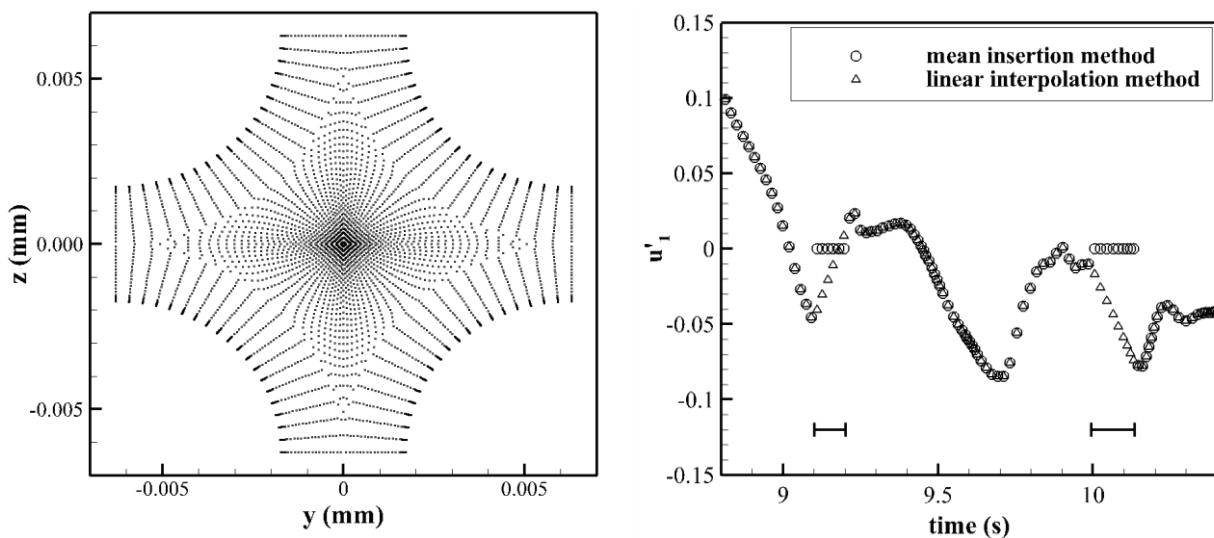 0.005
0.000
-0.005
z (mm)
-0.005
0
0.005
y (mm)
0.15
0.1
0.05
0
-0.05
-0.1
-0.15
u'1
mean insertion method
linear interpolation method
9
9.5
10
time (s)